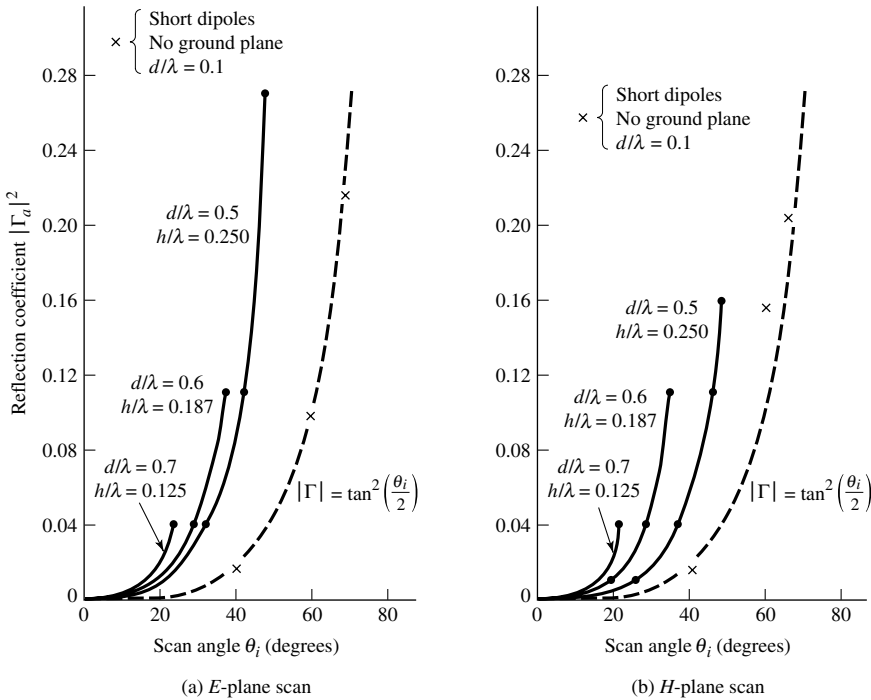 Short dipoles
× { No ground plane
d/λ = 0.1
Reflection coefficient |Γₐ|²
0.28
0.24
0.20
0.16
0.12
0.08
0.04
0
d/λ = 0.5
h/λ = 0.250
d/λ = 0.6
h/λ = 0.187
d/λ = 0.7
h/λ = 0.125
|Γ| = tan²(θᵢ/2)
0 20 40 60 80
Scan angle θᵢ (degrees)
(a) E-plane scan
Short dipoles
× { No ground plane
d/λ = 0.1
0.28
0.24
0.20
0.16
0.12
0.08
0.04
0
d/λ = 0.5
h/λ = 0.250
d/λ = 0.6
h/λ = 0.187
d/λ = 0.7
h/λ = 0.125
|Γ| = tan²(θᵢ/2)
0 20 40 60 80
Scan angle θᵢ (degrees)
(b) H-plane scan